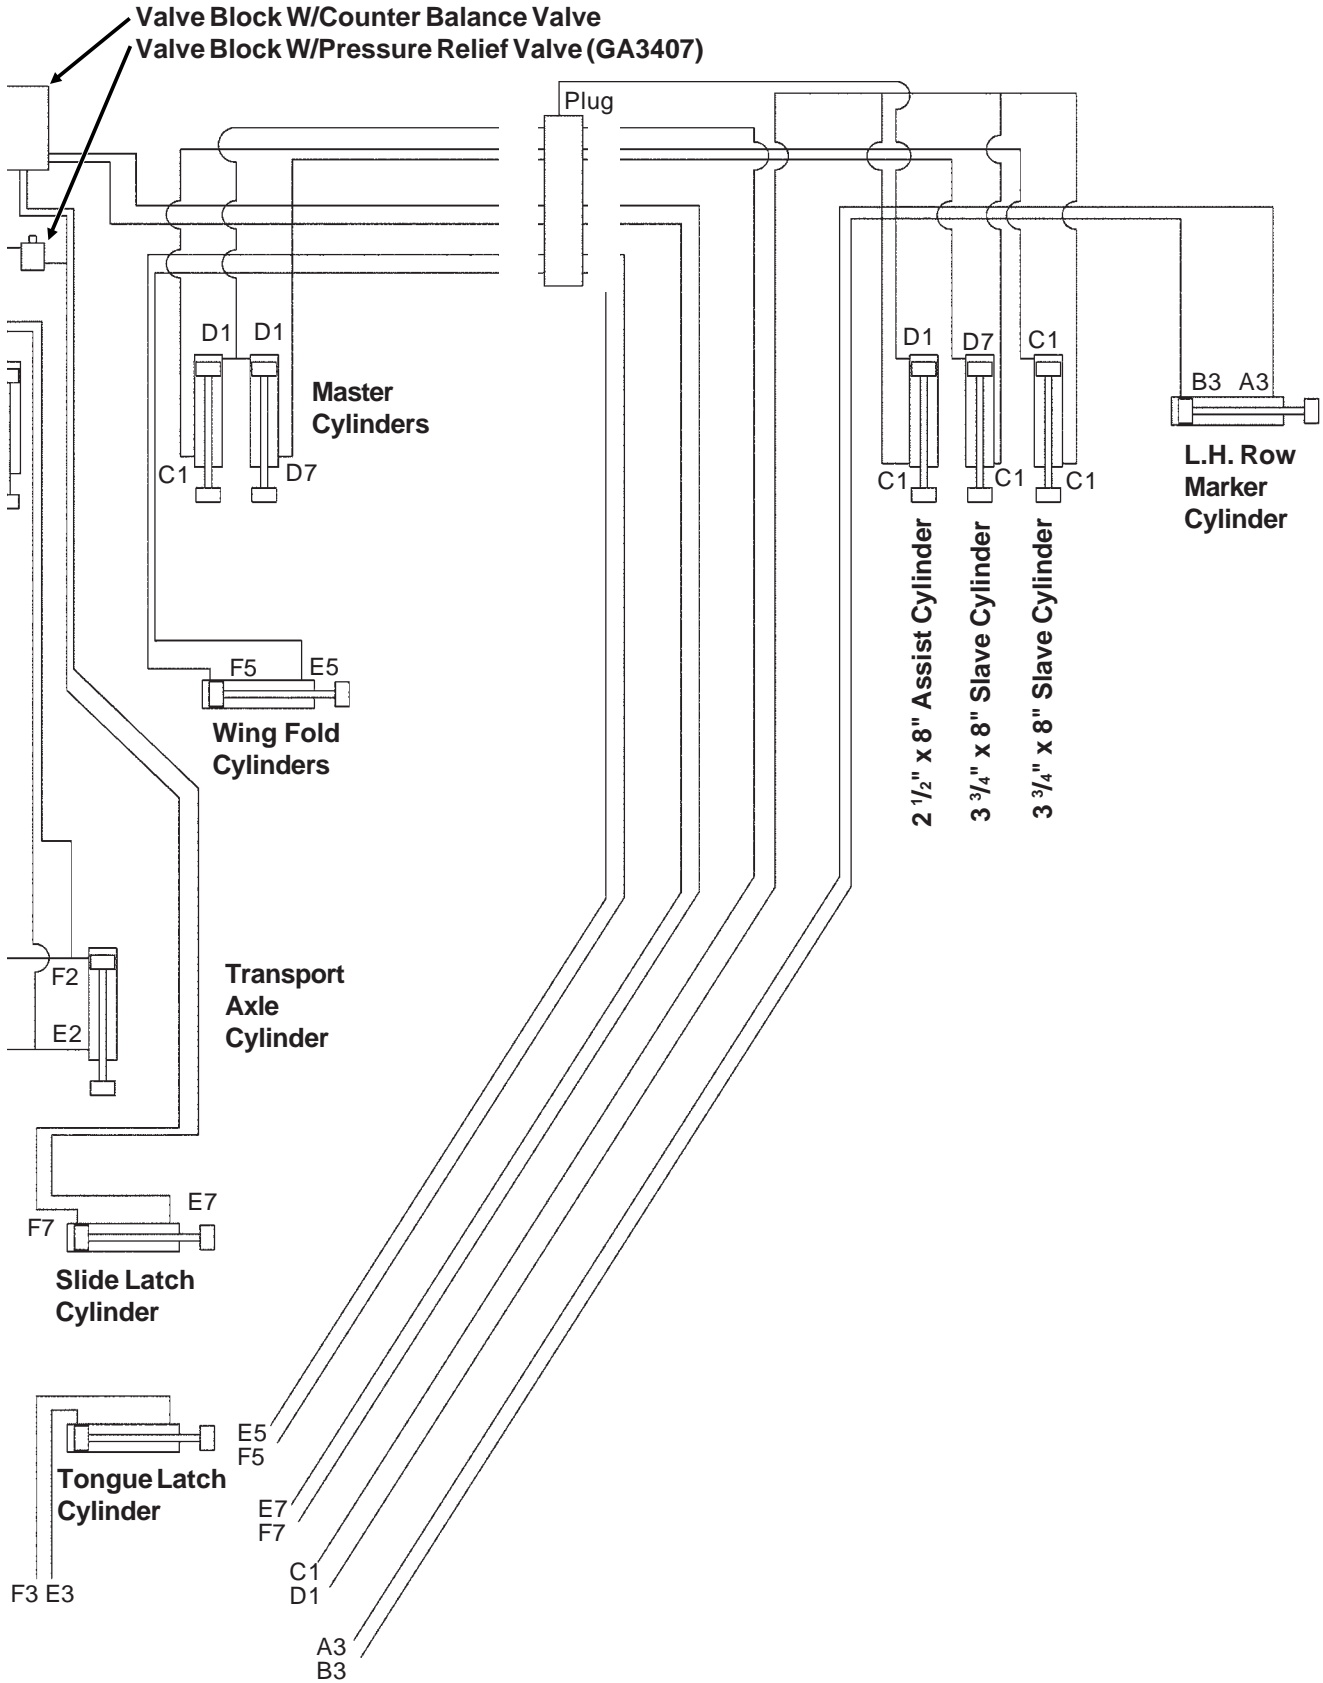 Valve Block W/Counter Balance Valve
Valve Block W/Pressure Relief Valve (GA3407)
Plug
D1 D1
Master
Cylinders
C1
D7
D1
D7
C1
C1
C1
C1
B3 A3
L.H. Row
Marker
Cylinder
2 1/2" x 8" Assist Cylinder
3 3/4" x 8" Slave Cylinder
3 3/4" x 8" Slave Cylinder
F5
E5
Wing Fold
Cylinders
F2
E2
Transport
Axle
Cylinder
E7
F7
Slide Latch
Cylinder
Tongue Latch
Cylinder
F3 E3
E5
F5
E7
F7
C1
D1
A3
B3